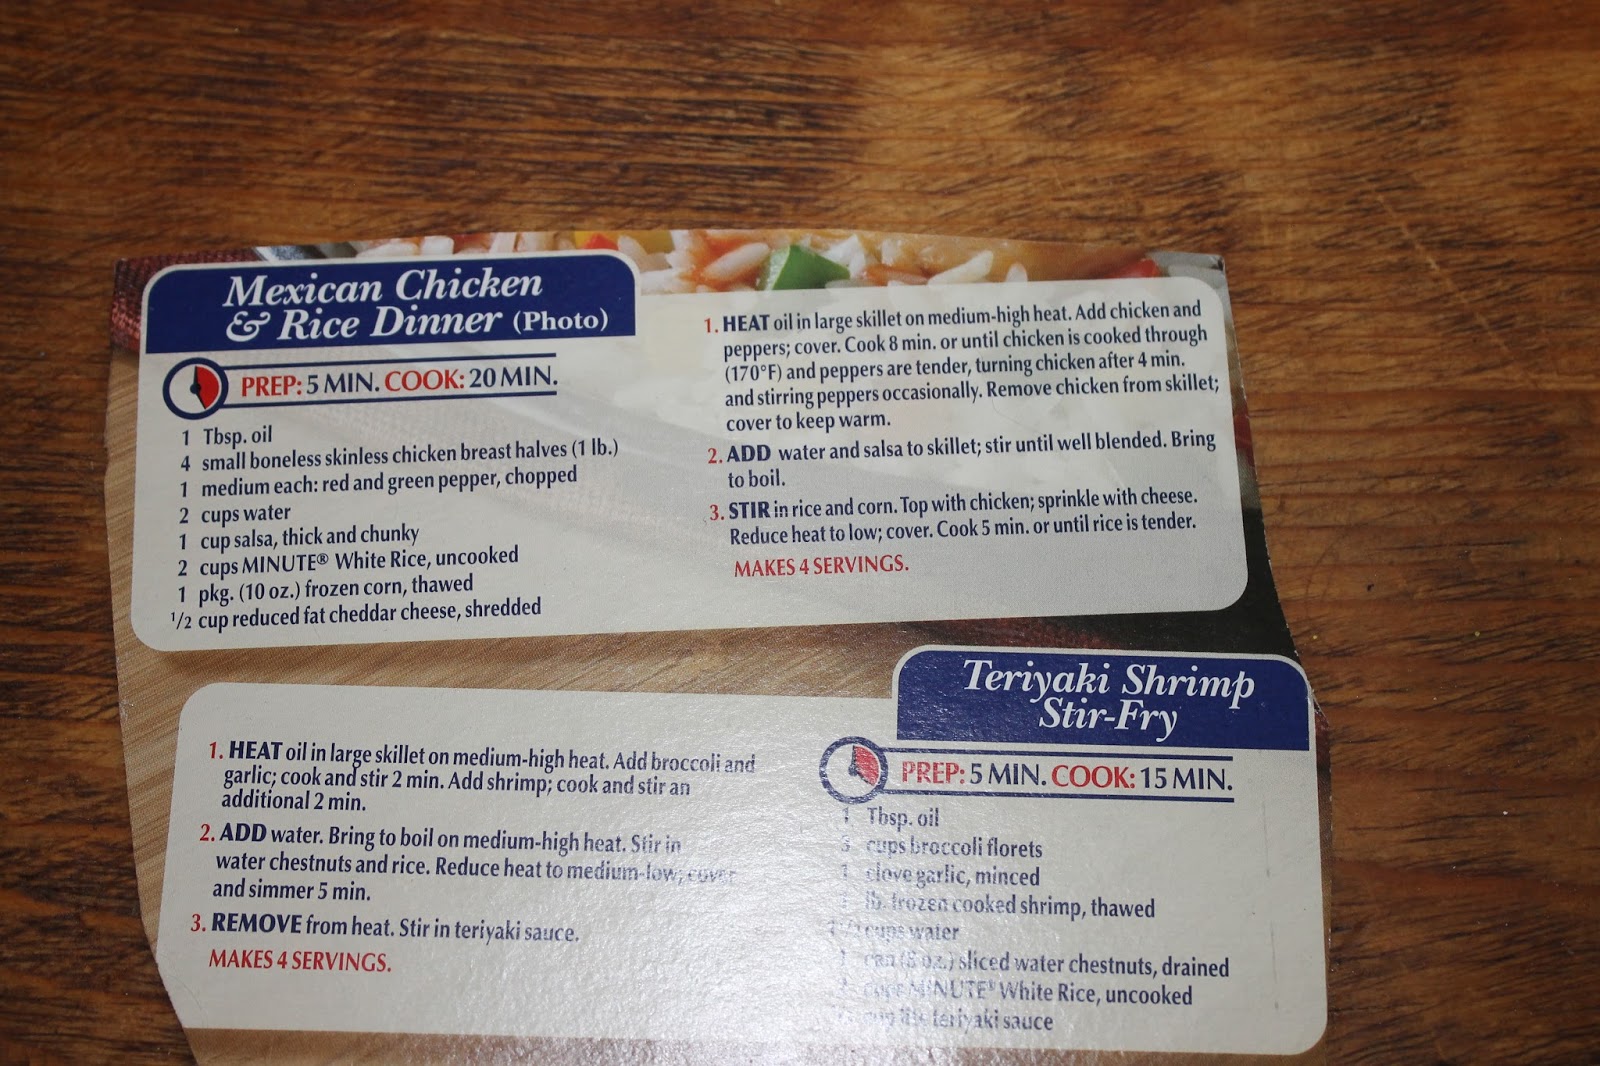 Mexican Chicken
& Rice Dinner (Photo)
PREP: 5 MIN. COOK: 20 MIN.
1 Tbsp. oil
4 small boneless skinless chicken breast halves (1 lb.)
1 medium each: red and green pepper, chopped
2 cups water
1 cup salsa, thick and chunky
2 cups MINUTE® White Rice, uncooked
1 pkg. (10 oz.) frozen corn, thawed
1/2 cup reduced fat cheddar cheese, shredded
1. HEAT oil in large skillet on medium-high heat. Add chicken and
peppers; cover. Cook 8 min. or until chicken is cooked through
(170°F) and peppers are tender, turning chicken after 4 min.
and stirring peppers occasionally. Remove chicken from skillet;
cover to keep warm.
2. ADD water and salsa to skillet; stir until well blended. Bring
to boil.
3. STIR in rice and corn. Top with chicken; sprinkle with cheese.
Reduce heat to low; cover. Cook 5 min. or until rice is tender.
MAKES 4 SERVINGS.
Teriyaki Shrimp
Stir-Fry
PREP: 5 MIN. COOK: 15 MIN.
1 Tbsp. oil
3 cups broccoli florets
1 clove garlic, minced
lb. frozen cooked shrimp, thawed
cups water
can (8 oz.) sliced water chestnuts, drained
cups MINUTE® White Rice, uncooked
cup lite teriyaki sauce
1. HEAT oil in large skillet on medium-high heat. Add broccoli and
garlic; cook and stir 2 min. Add shrimp; cook and stir an
additional 2 min.
2. ADD water. Bring to boil on medium-high heat. Stir in
water chestnuts and rice. Reduce heat to medium-low; cover
and simmer 5 min.
3. REMOVE from heat. Stir in teriyaki sauce.
MAKES 4 SERVINGS.